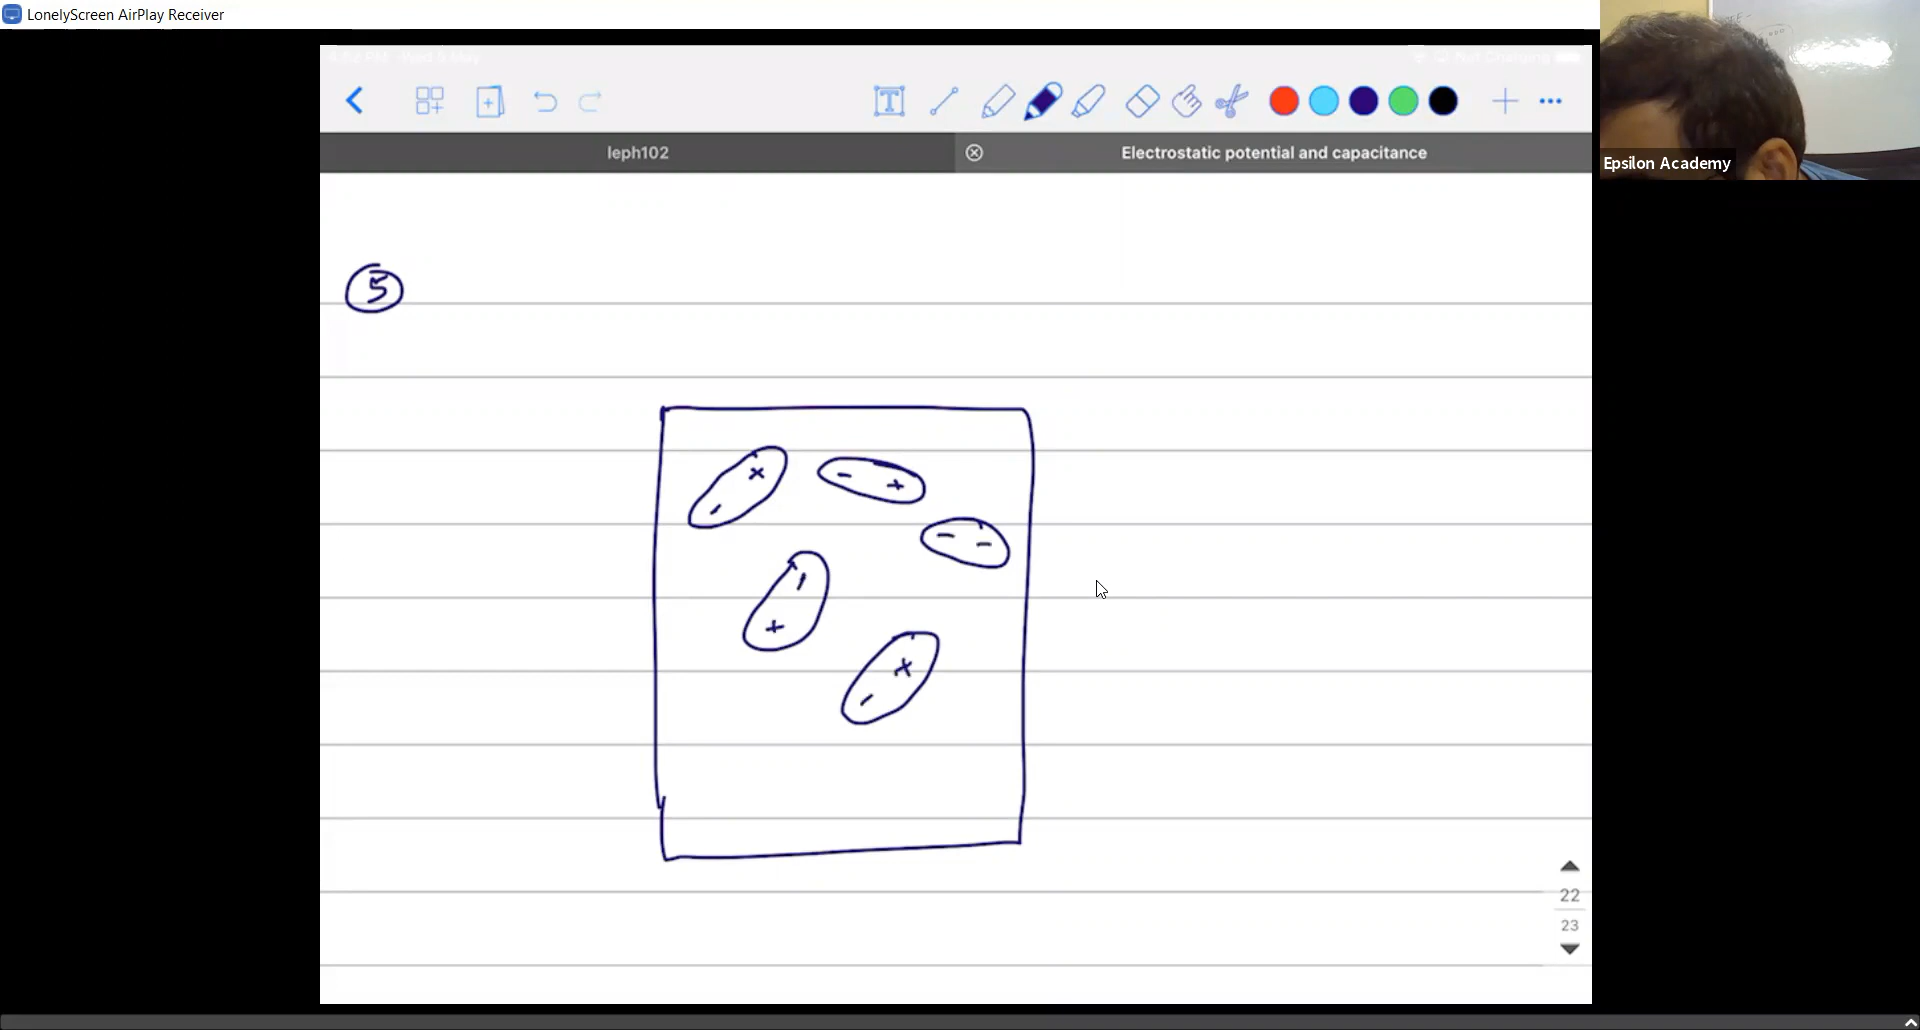 LonelyScreen AirPlay Receiver
leph102
Electrostatic potential and capacitance
Epsilon Academy
5
x
-
- +
- -
-
+
x
-
22
23